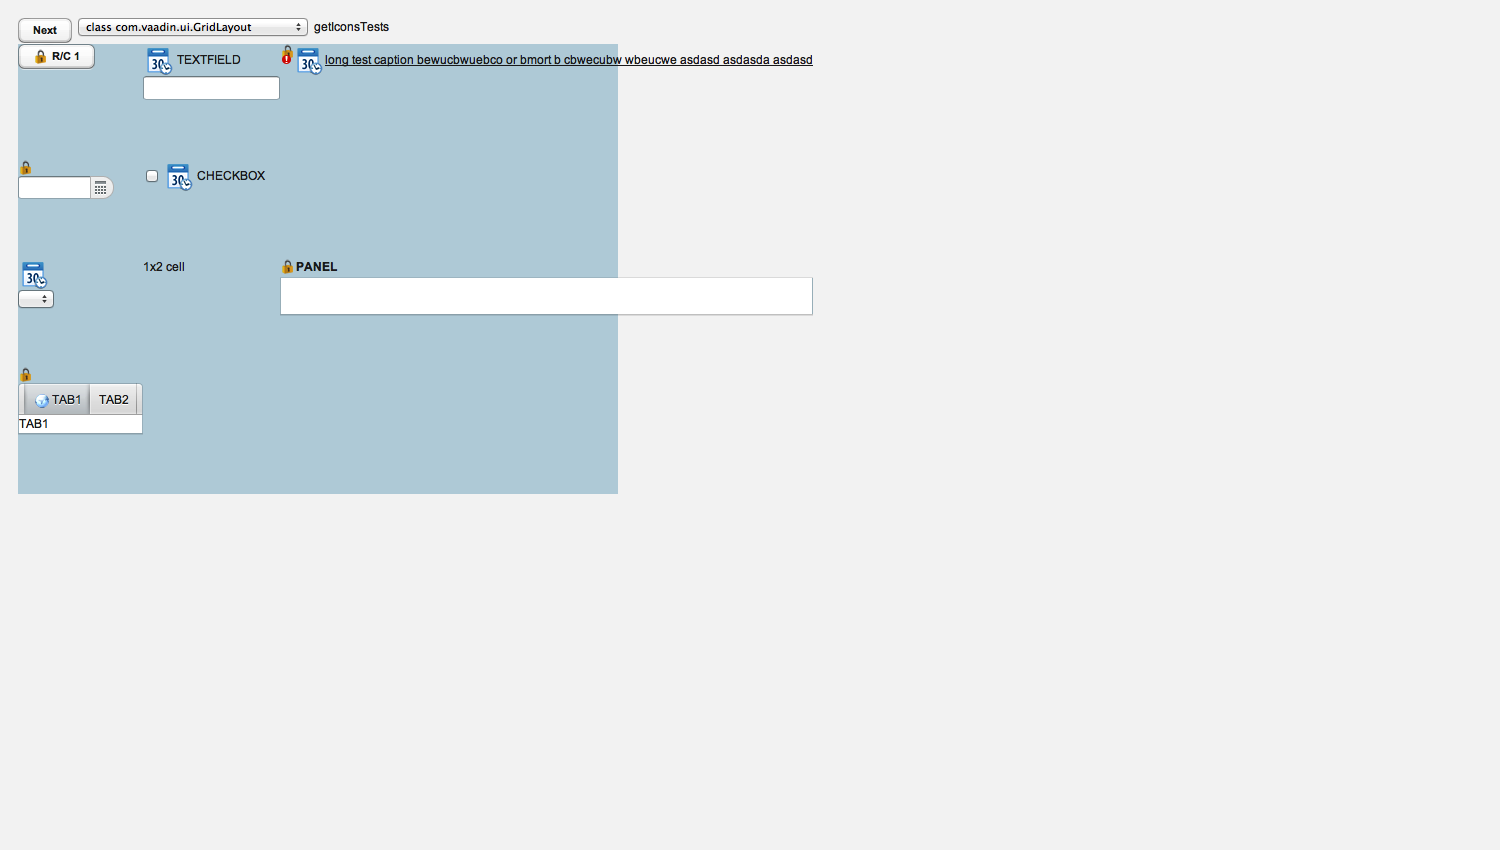 Next class com.vaadin.ui.GridLayout getIconsTests
R/C 1 30 TEXTFIELD 30 long test caption bewucbwuebco or bmort b cbwecubw wbeucwe asdasd asdasda asdasd
30 CHECKBOX
30 1x2 cell PANEL
TAB1 TAB2
TAB1